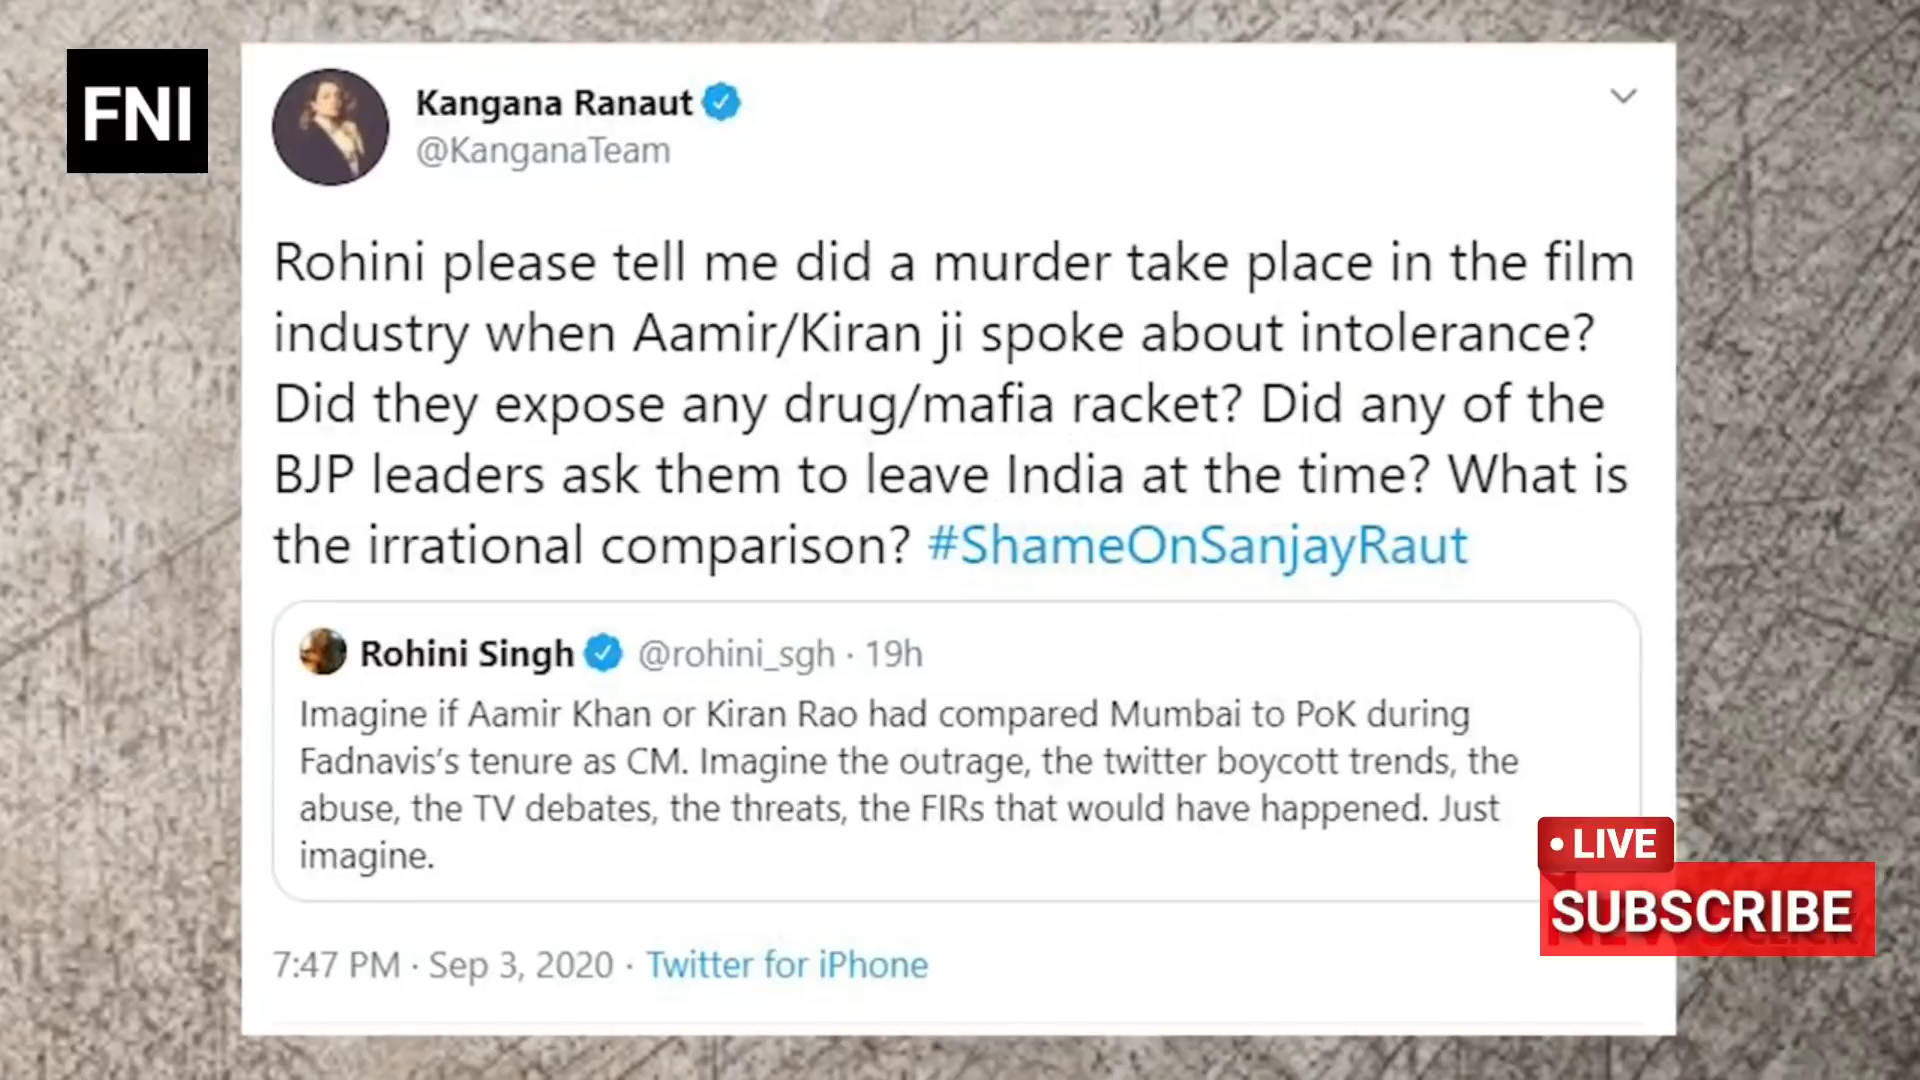 FNI
Kangana Ranaut
@KanganaTeam
Rohini please tell me did a murder take place in the film
industry when Aamir/Kiran ji spoke about intolerance?
Did they expose any drug/mafia racket? Did any of the
BJP leaders ask them to leave India at the time? What is
the irrational comparison? #ShameOnSanjayRaut
Rohini Singh @rohini_sgh · 19h
Imagine if Aamir Khan or Kiran Rao had compared Mumbai to PoK during
Fadnavis's tenure as CM. Imagine the outrage, the twitter boycott trends, the
abuse, the TV debates, the threats, the FIRs that would have happened. Just
imagine.
• LIVE
SUBSCRIBE
7:47 PM · Sep 3, 2020 · Twitter for iPhone